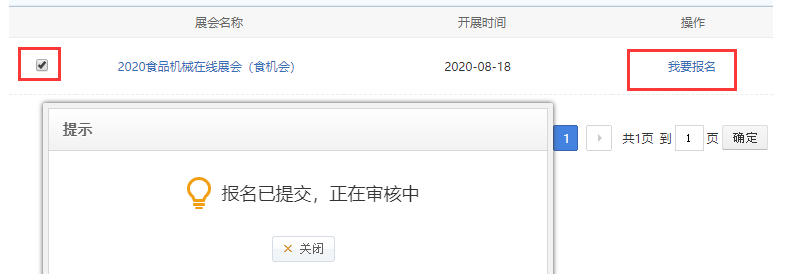 展会名称 开展时间 操作
2020食品机械在线展会（食机会） 2020-08-18 我要报名
提示
1 共1页 到 1 页 确定
报名已提交，正在审核中
× 关闭